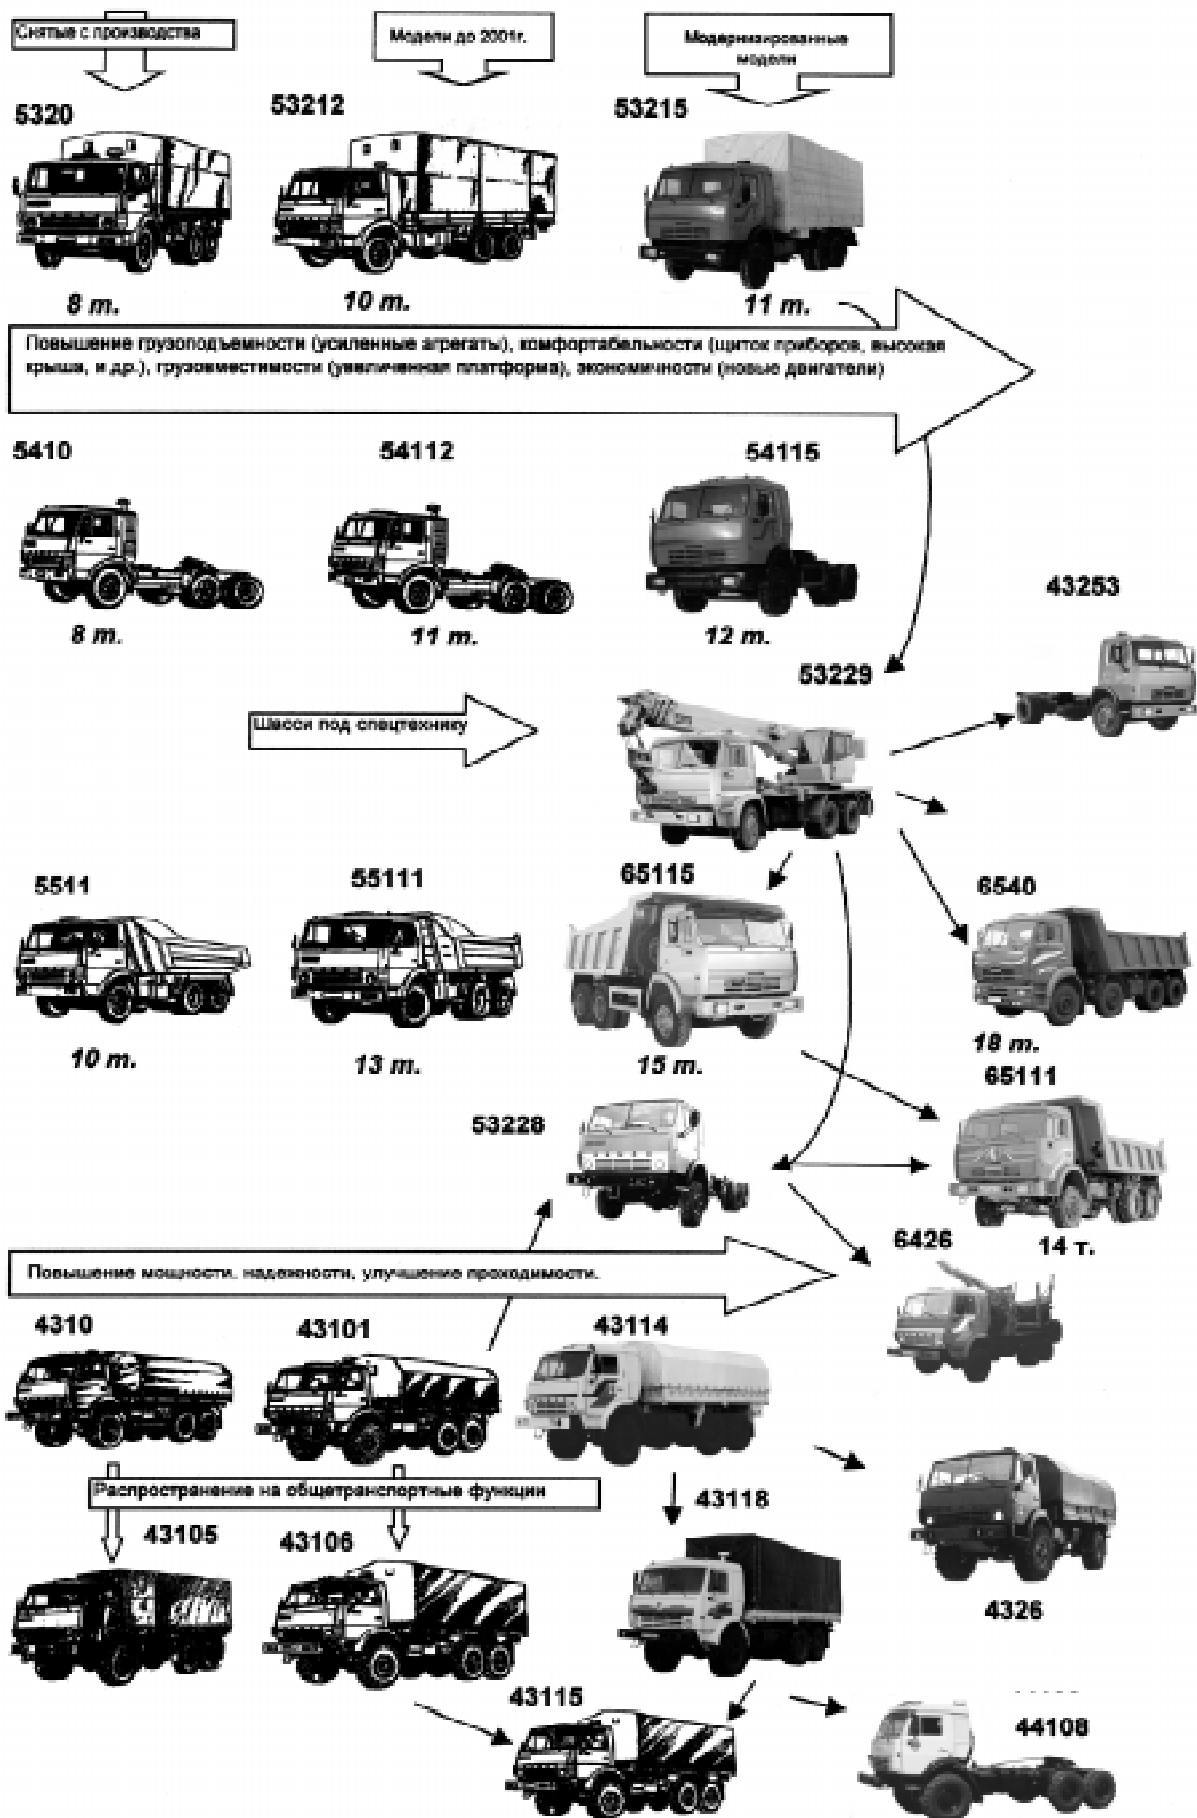 Снятые с производства
Модели до 2001г.
Модернизированные
модели
5320
53212
53215
8 т.
10 т.
11 т.
Повышение грузоподъемности (усиленные агрегаты), комфортабельности (щиток приборов, высокая
крыша, и др.), грузовместимости (увеличенная платформа), экономичности (новые двигатели)
5410
54112
54115
8 т.
11 т.
12 т.
43253
53229
Шасси под спецтехнику
5511
55111
65115
6540
10 т.
13 т.
15 т.
18 т.
65111
53228
14 т.
6426
Повышение мощности, надежности, улучшение проходимости.
4310
43101
43114
Распространение на общетранспортные функции
43105
43106
43118
4326
43115
44108